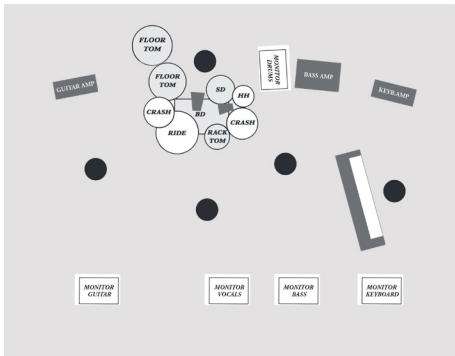 FLOOR
TOM
FLOOR
TOM
GUITAR AMP
CRASH
RIDE
BD
SD
HH
CRASH
RACK
TOM
MONITOR
DRUMS
BASS AMP
KEYB.AMP
MONITOR
GUITAR
MONITOR
VOCALS
MONITOR
BASS
MONITOR
KEYBOARD